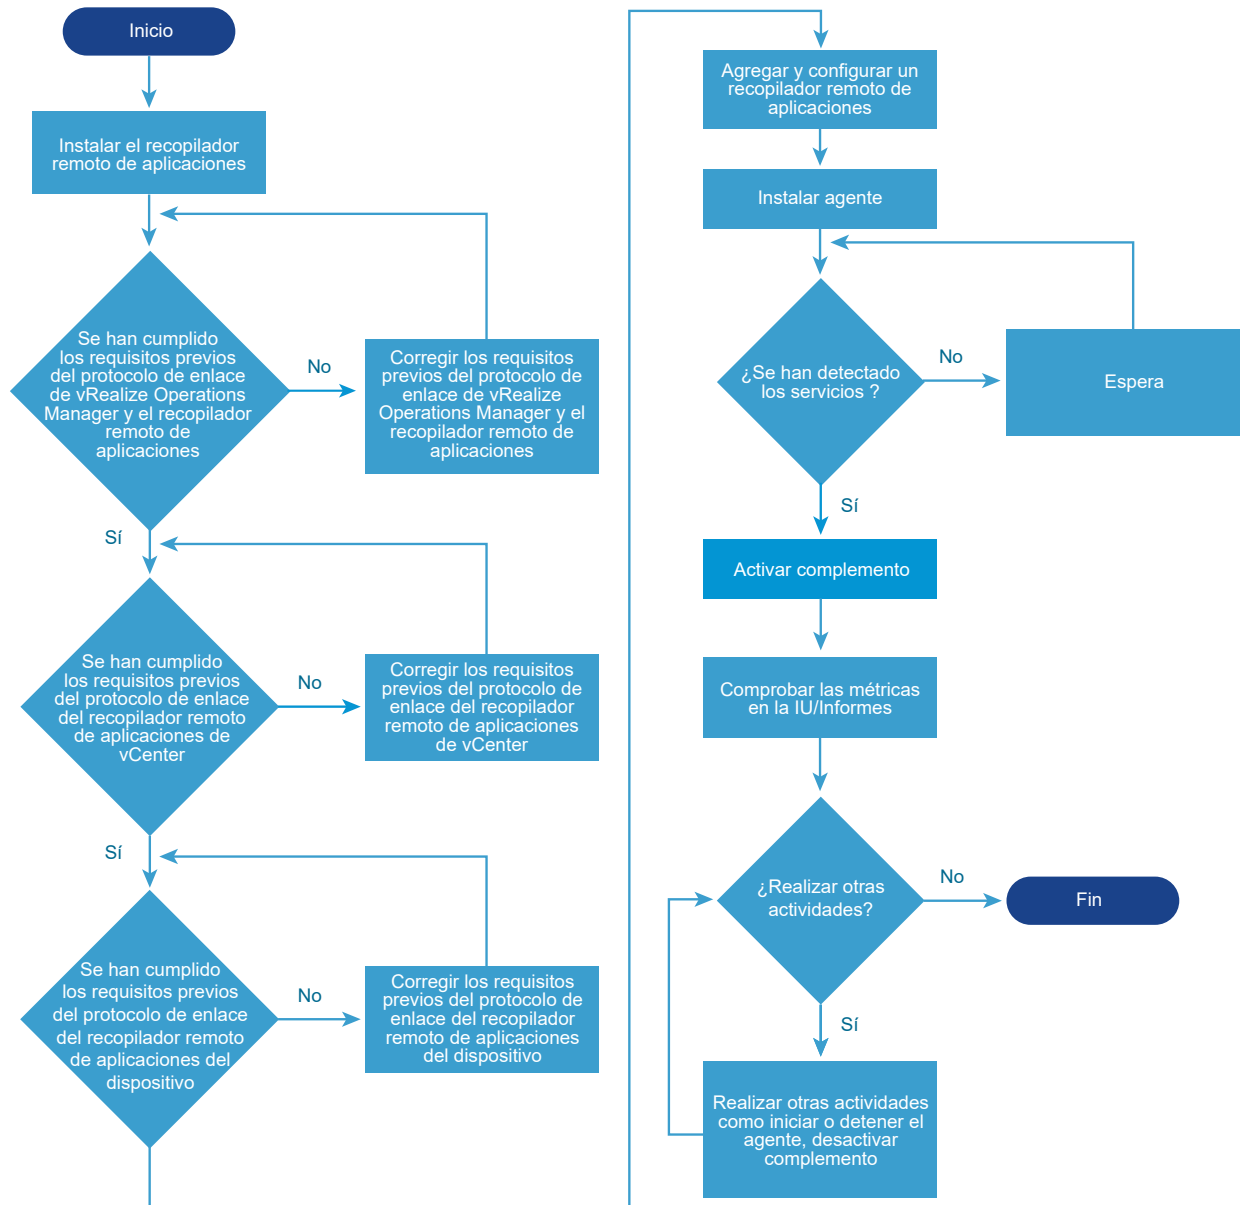 Inicio
Instalar el recopilador
remoto de aplicaciones
Se han cumplido
los requisitos previos
del protocolo de enlace
de vRealize Operations
Manager y el recopilador
remoto de
aplicaciones
No
Corregir los requisitos
previos del protocolo de
enlace de vRealize
Operations Manager y el
recopilador remoto de
aplicaciones
Sí
Se han cumplido
los requisitos previos
del protocolo de enlace
del recopilador remoto
de aplicaciones de
vCenter
No
Corregir los requisitos
previos del protocolo de
enlace del recopilador
remoto de aplicaciones
de vCenter
Sí
Se han cumplido
los requisitos previos
del protocolo de enlace
del recopilador remoto
de aplicaciones del
dispositivo
No
Corregir los requisitos
previos del protocolo de
enlace del recopilador
remoto de aplicaciones
del dispositivo
Agregar y configurar un
recopilador remoto de
aplicaciones
Instalar agente
¿Se han detectado
los servicios ?
No
Espera
Sí
Activar complemento
Comprobar las métricas
en la IU/Informes
¿Realizar otras
actividades?
No
Fin
Sí
Realizar otras actividades
como iniciar o detener el
agente, desactivar
complemento